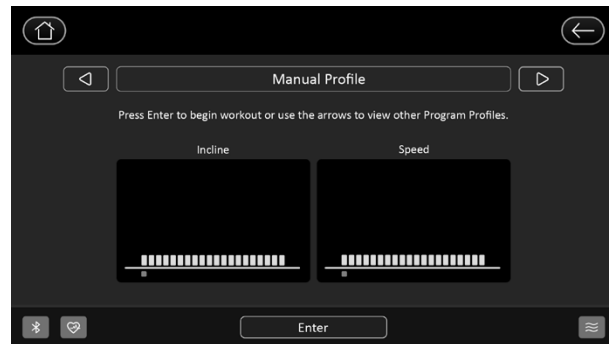 Manual Profile
Press Enter to begin workout or use the arrows to view other Program Profiles.
Incline
Speed
Enter